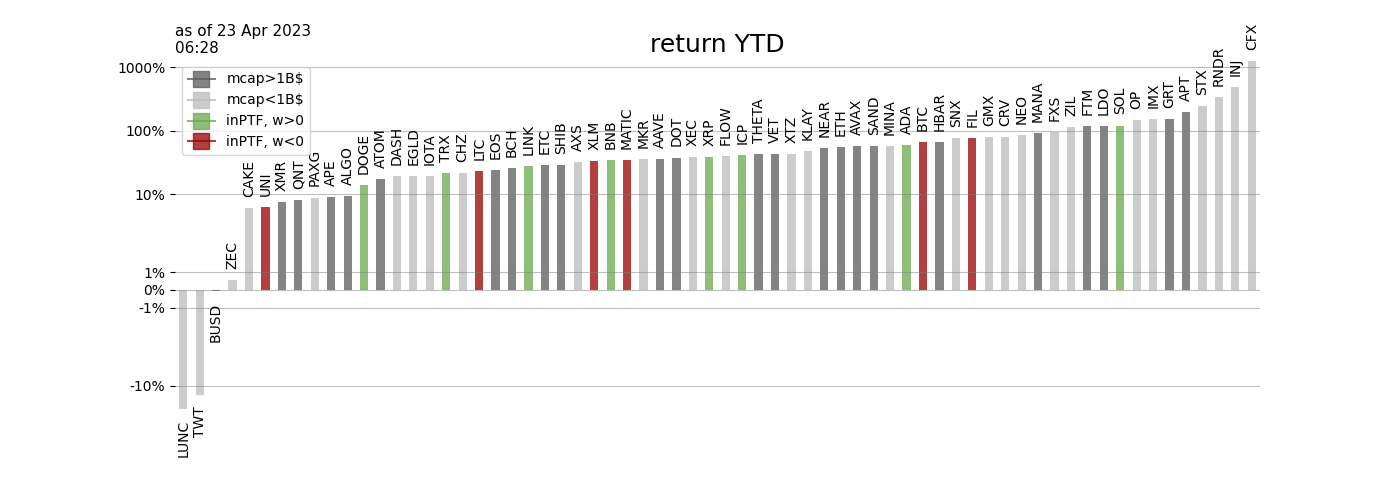 as of 23 Apr 2023
06:28
return YTD
1000%
100%
10%
1%
0%
-1%
-10%
mcap>1B$
mcap<1B$
inPTF, w>0
inPTF, w<0
LUNC
TWT
BUSD
ZEC
CAKE
UNI
XMR
QNT
PAXG
APE
ALGO
DOGE
ATOM
DASH
EGLD
IOTA
TRX
CHZ
LTC
EOS
BCH
LINK
ETC
SHIB
AXS
XLM
BNB
MATIC
MKR
AAVE
DOT
XEC
XRP
FLOW
ICP
THETA
VET
XTZ
KLAY
NEAR
ETH
AVAX
SAND
MINA
ADA
BTC
HBAR
SNX
FIL
GMX
CRV
NEO
MANA
FXS
ZIL
FTM
LDO
SOL
OP
IMX
GRT
APT
STX
RNDR
INJ
CFX